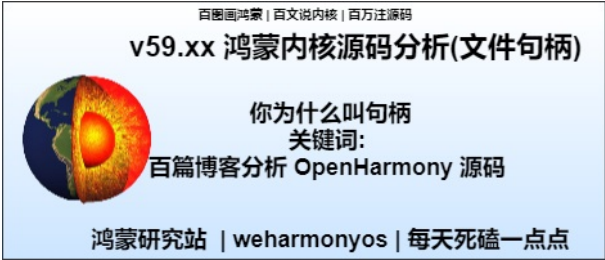 百图画鸿蒙 | 百文说内核 | 百万注源码
v59.xx 鸿蒙内核源码分析(文件句柄)
你为什么叫句柄
关键词:
百篇博客分析 OpenHarmony 源码
鸿蒙研究站 | weharmonyos | 每天死磕一点点